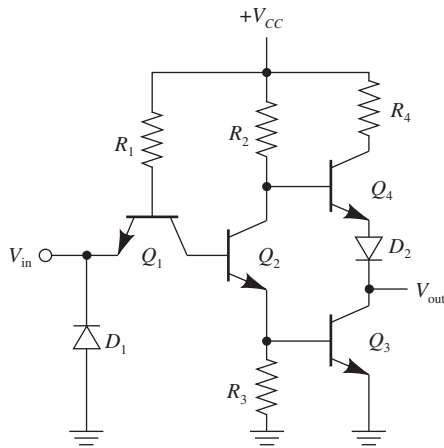 +V_CC
R_1
R_2
R_4
Q_4
V_in
Q_1
Q_2
D_2
V_out
D_1
Q_3
R_3